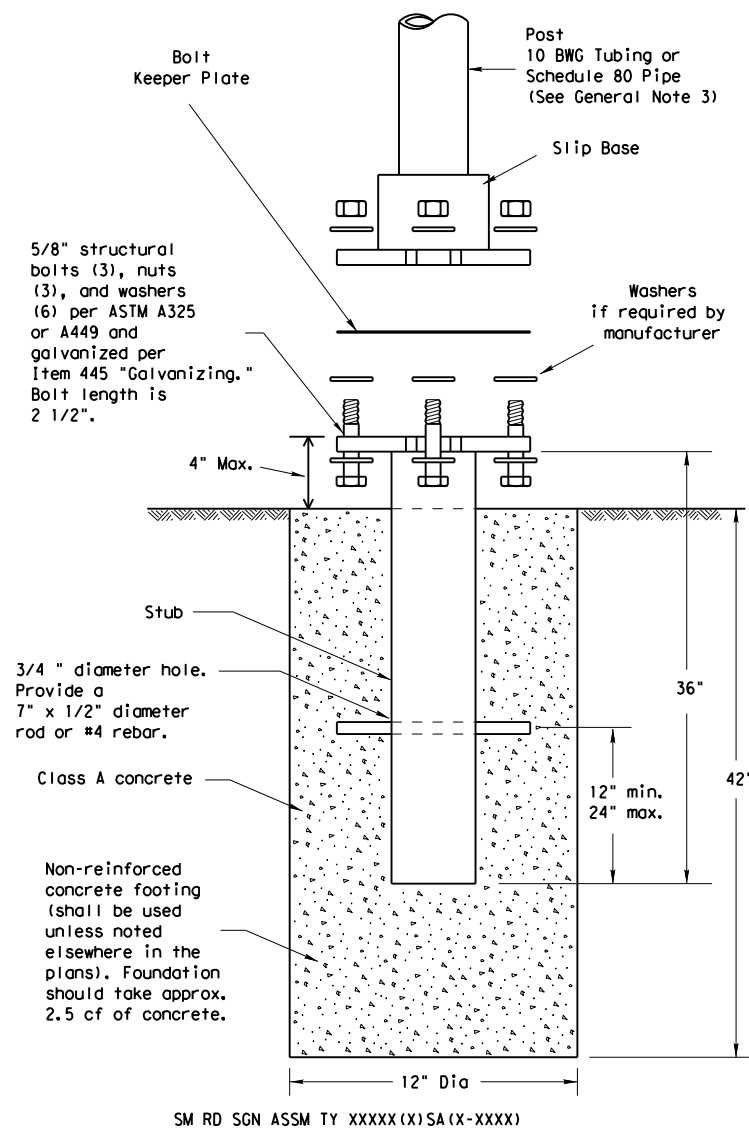 Bolt
Keeper Plate
Post
10 BWG Tubing or
Schedule 80 Pipe
(See General Note 3)
Slip Base
5/8" structural
bolts (3), nuts
(3), and washers
(6) per ASTM A325
or A449 and
galvanized per
Item 445 "Galvanizing."
Bolt length is
2 1/2".
Washers
if required by
manufacturer
4" Max.
Stub
3/4 " diameter hole.
Provide a
7" x 1/2" diameter
rod or #4 rebar.
36"
12" min.
24" max.
42"
Class A concrete
Non-reinforced
concrete footing
(shall be used
unless noted
elsewhere in the
plans). Foundation
should take approx.
2.5 cf of concrete.
12" Dia
SM RD SGN ASSM TY XXXXX(X)SA(X-XXXX)